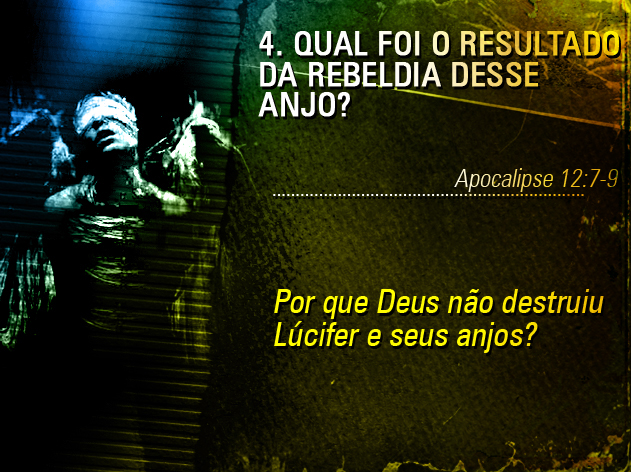 4. QUAL FOI O RESULTADO
DA REBELDIA DESSE
ANJO?
Apocalipse 12:7-9
Por que Deus não destruiu
Lúcifer e seus anjos?